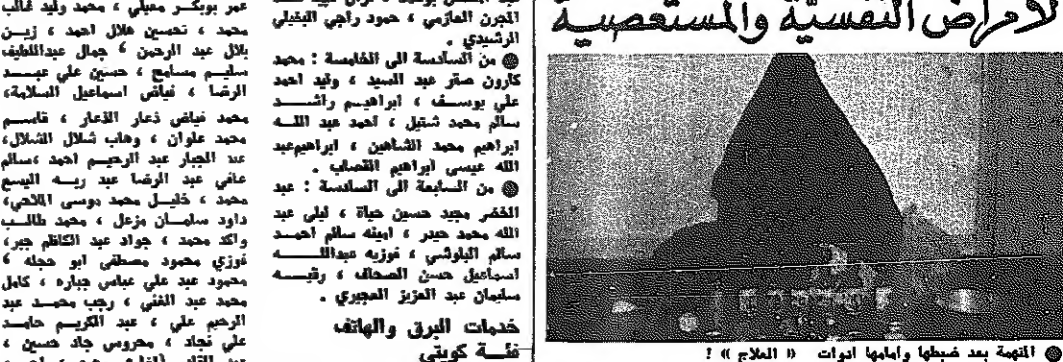 لأمراض النفسية والمستعصية
المتهمة بعد ضبطها وأمامها ادوات « العلاج » !
المجرن العازمي ، حمود راجي البغيلي
الرشيدي .
من السادسة الى الخامسة : محمد
كارون صقر عبد السيد ، وليد احمد
علي يوسف ، ابراهيم راشد
سالم محمد شتيل ، احمد عبد الله
ابراهيم محمد الشاهين ، ابراهيم عبد
الله عيسى ابراهيم القصاب .
من السابعة الى السادسة : عبد
الخضر مجيد حسين حياة ، ليلى عبد
الله محمد حيدر ، امينه سالم احمد
سالم البلوشي ، فوزيه عبدالله
اسماعيل حسن الصحاف ، رقيه
سليمان عبد العزيز العجيري .
خدمات البرق والهاتف
فئة كويتي
عمر بوبكر معيلي ، محمد وليد غالب
محمد ، تحسين هلال احمد ، زين
بلال عبد الرحمن ، جمال عبداللطيف
سليم مسامح ، حسين علي عبد
الرضا ، فياض اسماعيل السلامة،
محمد فياض ذعار الذعار ، قاسم
محمد علوان ، وهاب شلال الشلال،
عبد الجبار عبد الرحيم احمد ،سالم
عافي عبد الرضا عبد ربه اليسع
محمد ، خليل محمد موسى اللاحي،
داود سلمان مزعل ، محمد طالب
واكد محمد ، جواد عبد الكاظم جبر،
فوزي محمود مصطفى ابو حجله ،
محمود عبد علي عباس جباره ، كامل
محمد عبد الغني ، رجب محمد عبد
الرحيم علي ، عبد الكريم حامد
علي نجاد ، محروس جاد حسين ،